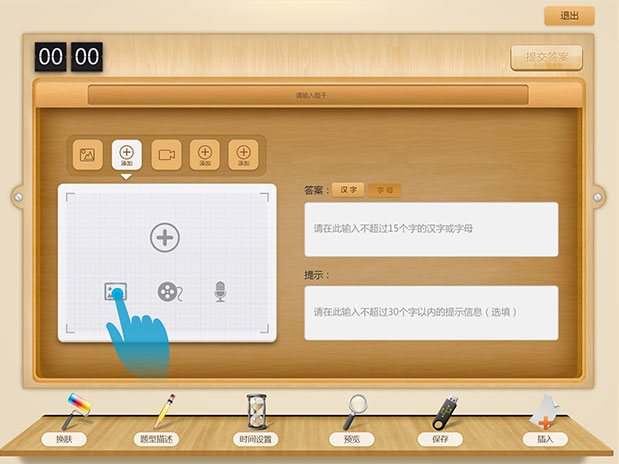 退出
00 00
提交答案
请输入题干
添加
添加
添加
答案：
汉字
字母
请在此输入不超过15个字的汉字或字母
提示：
请在此输入不超过30个字以内的提示信息（选填）
换肤
题型描述
时间设置
预览
保存
插入